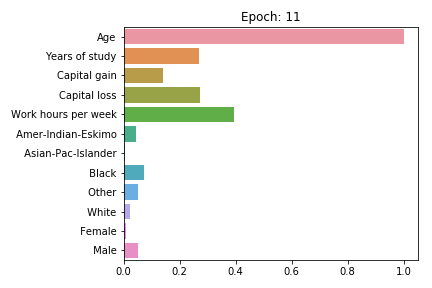 Epoch: 11
Age
Years of study
Capital gain
Capital loss
Work hours per week
Amer-Indian-Eskimo
Asian-Pac-Islander
Black
Other
White
Female
Male
0.0 0.2 0.4 0.6 0.8 1.0